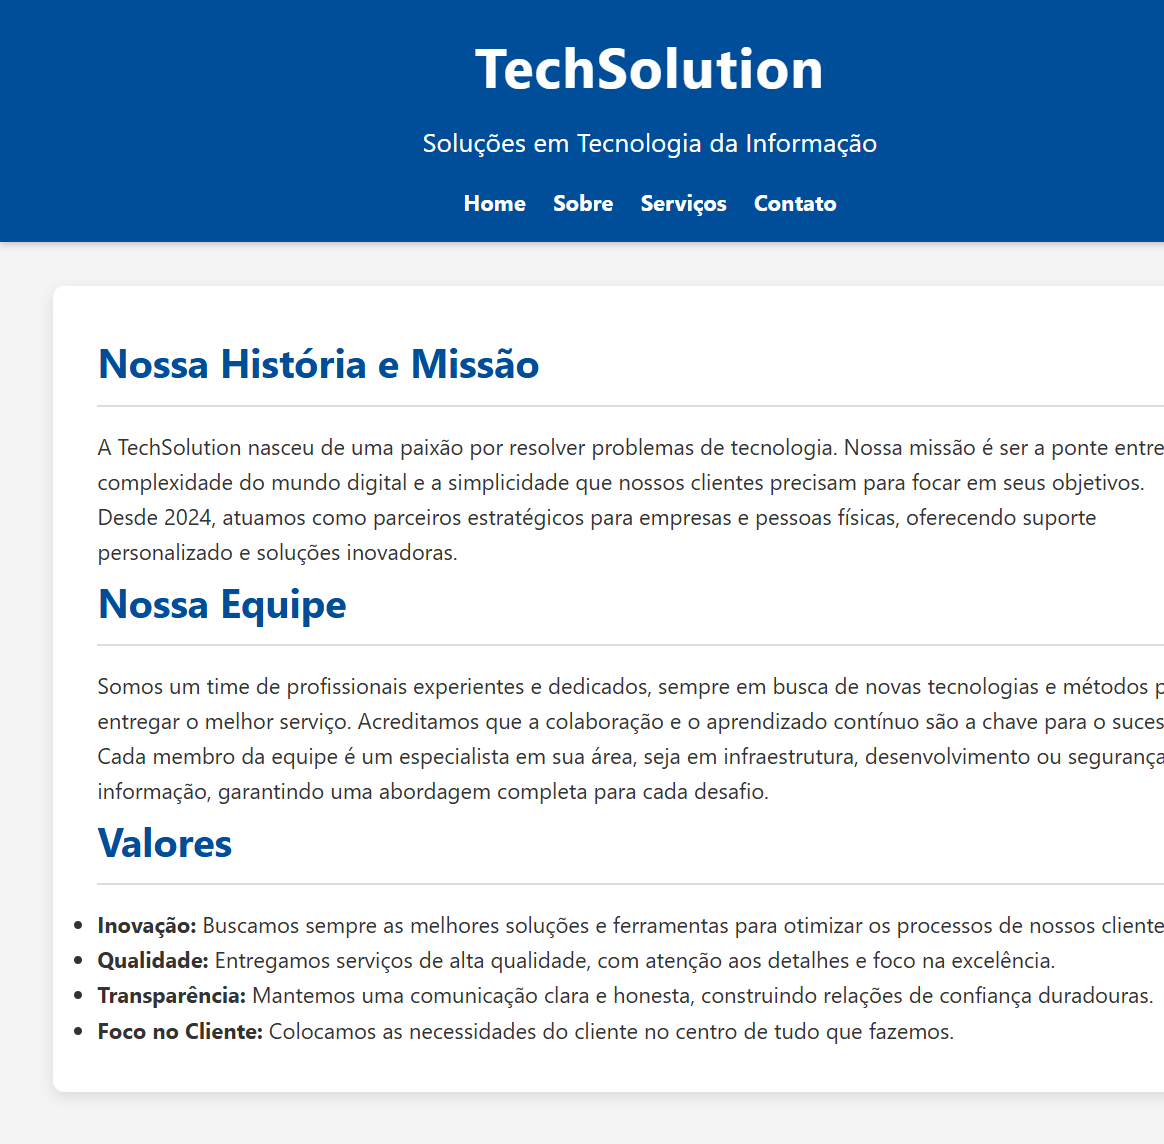 TechSolution
Soluções em Tecnologia da Informação
Home Sobre Serviços Contato
Nossa História e Missão
A TechSolution nasceu de uma paixão por resolver problemas de tecnologia. Nossa missão é ser a ponte entre
complexidade do mundo digital e a simplicidade que nossos clientes precisam para focar em seus objetivos.
Desde 2024, atuamos como parceiros estratégicos para empresas e pessoas físicas, oferecendo suporte
personalizado e soluções inovadoras.
Nossa Equipe
Somos um time de profissionais experientes e dedicados, sempre em busca de novas tecnologias e métodos
entregar o melhor serviço. Acreditamos que a colaboração e o aprendizado contínuo são a chave para o
Cada membro da equipe é um especialista em sua área, seja em infraestrutura, desenvolvimento ou segurança
informação, garantindo uma abordagem completa para cada desafio.
Valores
Inovação: Buscamos sempre as melhores soluções e ferramentas para otimizar os processos de nossos cliente
Qualidade: Entregamos serviços de alta qualidade, com atenção aos detalhes e foco na excelência.
Transparência: Mantemos uma comunicação clara e honesta, construindo relações de confiança duradouras.
Foco no Cliente: Colocamos as necessidades do cliente no centro de tudo que fazemos.